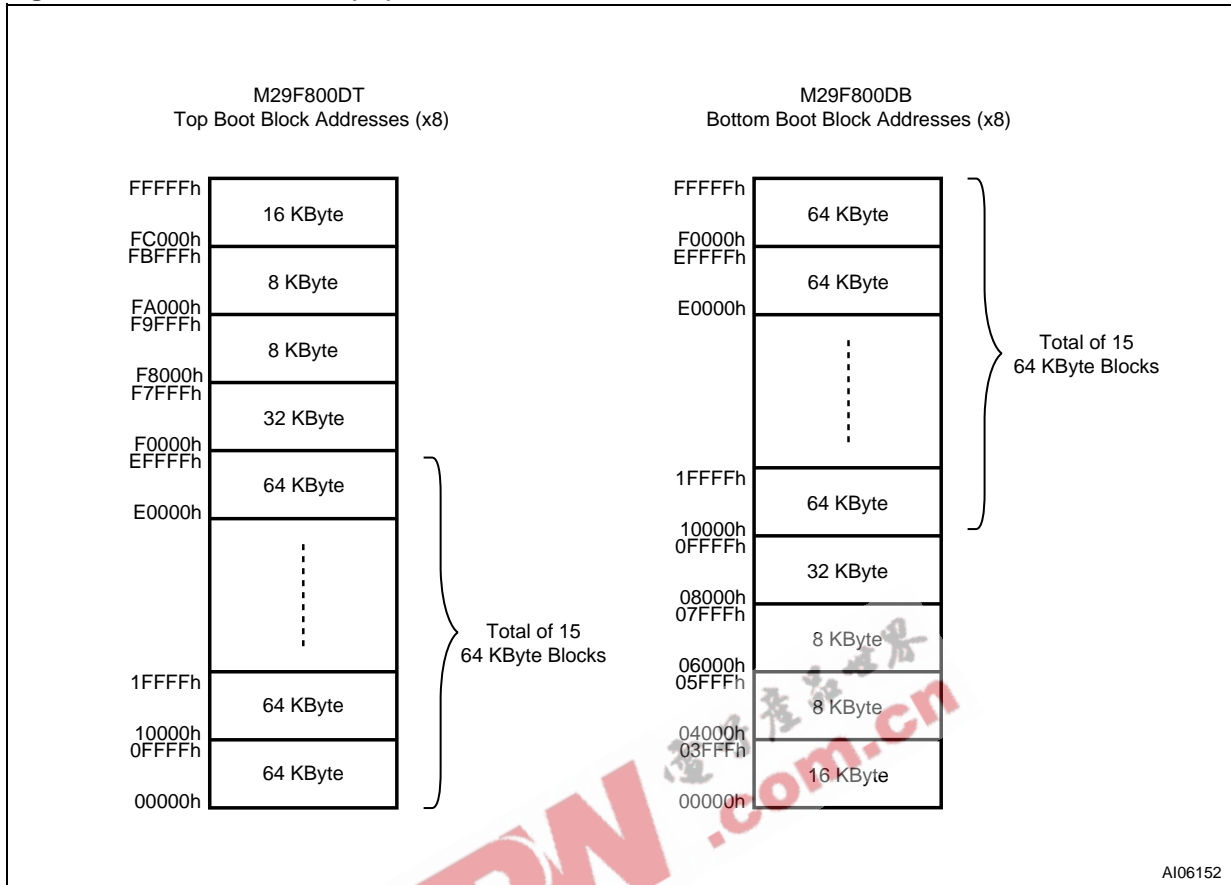 M29F800DT
Top Boot Block Addresses (x8)
FFFFFh
16 KByte
FC000h
FBFFFh
8 KByte
FA000h
F9FFFh
8 KByte
F8000h
F7FFFh
32 KByte
F0000h
EFFFFh
64 KByte
E0000h
Total of 15
64 KByte Blocks
1FFFFh
64 KByte
10000h
0FFFFh
64 KByte
00000h
M29F800DB
Bottom Boot Block Addresses (x8)
FFFFFh
64 KByte
F0000h
EFFFFh
64 KByte
E0000h
Total of 15
64 KByte Blocks
1FFFFh
64 KByte
10000h
0FFFFh
32 KByte
08000h
07FFFh
8 KByte
06000h
05FFFh
8 KByte
04000h
03FFFh
16 KByte
00000h
.com.cn
AI06152